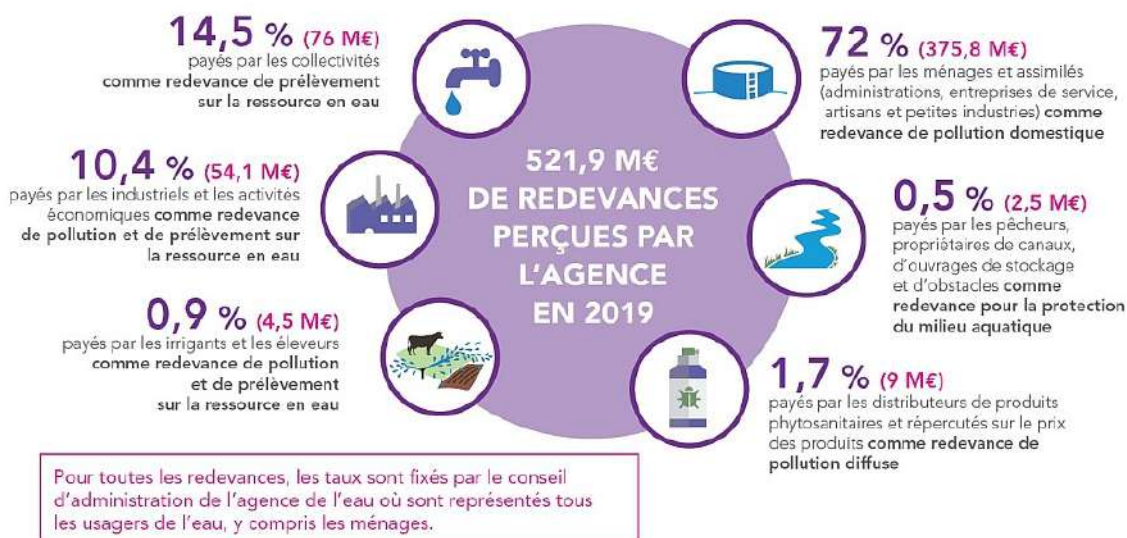 14,5 % (76 M€)
payés par les collectivités
comme redevance de prélèvement
sur la ressource en eau
10,4 % (54,1 M€)
payés par les industriels et les activités
économiques comme redevance
de pollution et de prélèvement sur
la ressource en eau
0,9 % (4,5 M€)
payés par les irrigants et les éleveurs
comme redevance de pollution
et de prélèvement
sur la ressource en eau
521,9 M€
DE REDEVANCES
PERÇUES PAR
L'AGENCE
EN 2019
72 % (375,8 M€)
payés par les ménages et assimilés
(administrations, entreprises de service,
artisans et petites industries) comme
redevance de pollution domestique
0,5 % (2,5 M€)
payés par les pêcheurs,
propriétaires de canaux,
d'ouvrages de stockage
et d'obstacles comme
redevance pour la protection
du milieu aquatique
1,7 % (9 M€)
payés par les distributeurs de produits
phytosanitaires et répercutés sur le prix
des produits comme redevance de
pollution diffuse
Pour toutes les redevances, les taux sont fixés par le conseil
d'administration de l'agence de l'eau où sont représentés tous
les usagers de l'eau, y compris les ménages.